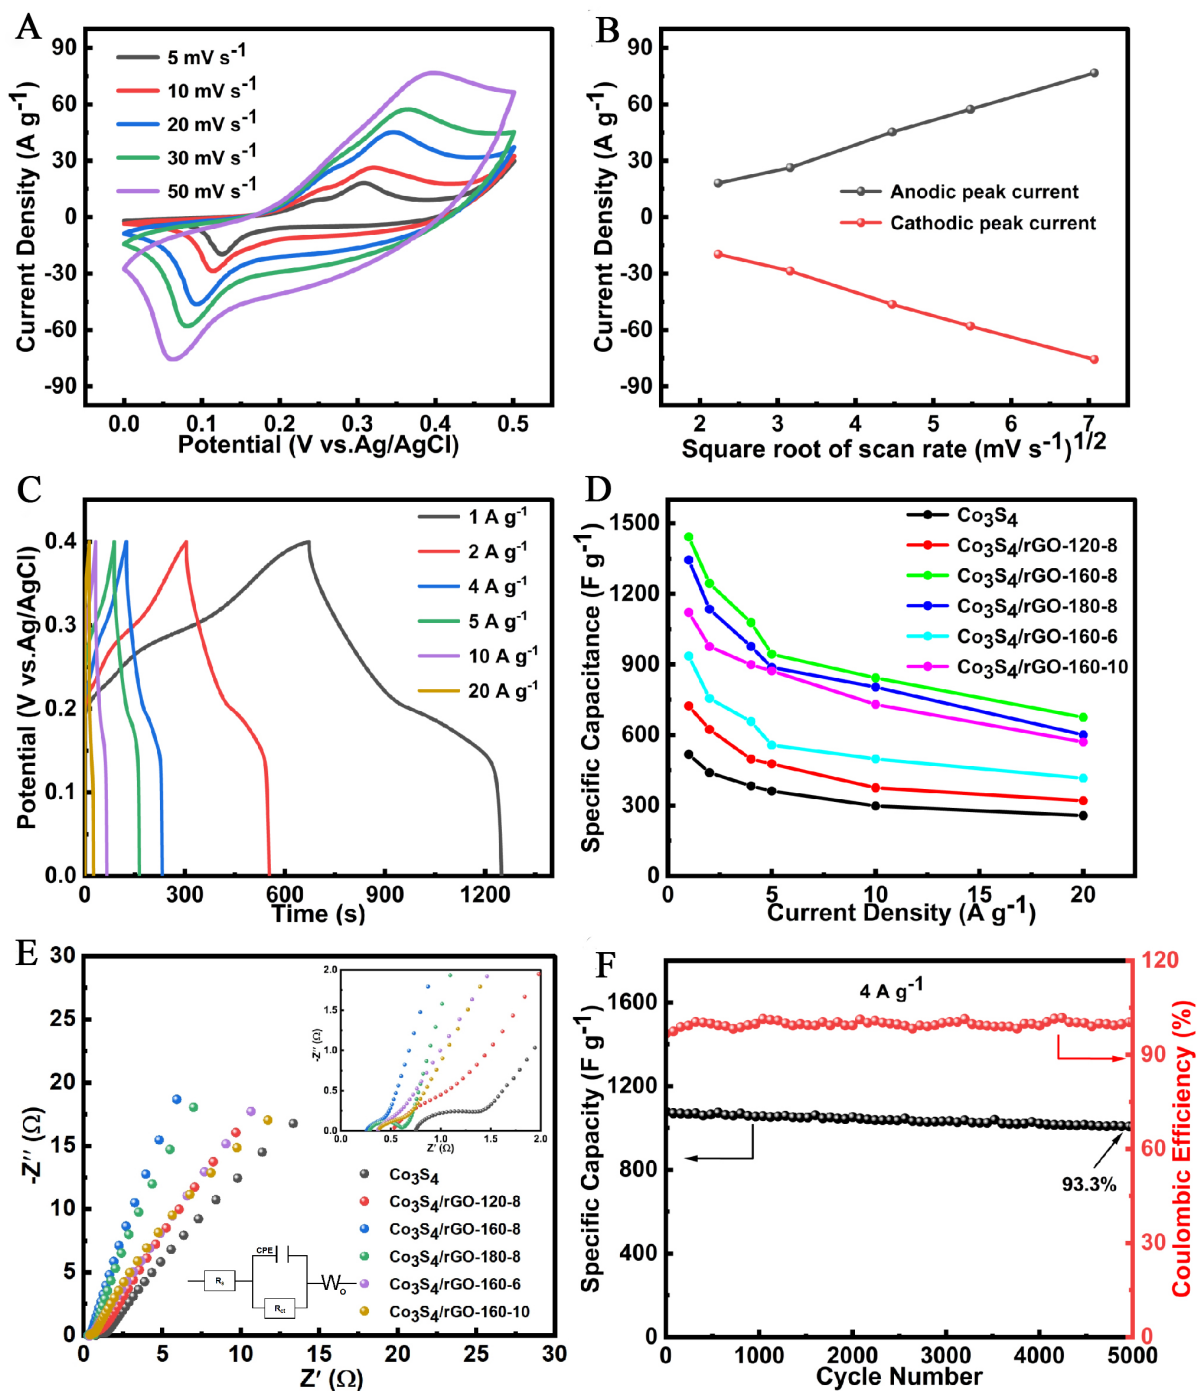 A
90
60
30
0
-30
-60
-90
Current Density (A g-1)
5 mV s-1
10 mV s-1
20 mV s-1
30 mV s-1
50 mV s-1
0.0 0.1 0.2 0.3 0.4 0.5
Potential (V vs.Ag/AgCl)
B
90
60
30
0
-30
-60
-90
Current Density (A g-1)
Anodic peak current
Cathodic peak current
2 3 4 5 6 7
Square root of scan rate (mV s-1)1/2
C
0.4
0.3
0.2
0.1
0.0
Potential (V vs.Ag/AgCl)
1 A g-1
2 A g-1
4 A g-1
5 A g-1
10 A g-1
20 A g-1
0 300 600 900 1200
Time (s)
D
1500
1200
900
600
300
0
Specific Capacitance (F g-1)
Co3S4
Co3S4/rGO-120-8
Co3S4/rGO-160-8
Co3S4/rGO-180-8
Co3S4/rGO-160-6
Co3S4/rGO-160-10
0 5 10 15 20
Current Density (A g-1)
E
30
25
20
15
10
5
0
-Z'' (Ω)
2.0
1.5
1.0
0.5
0.0
-Z'' (Ω)
0.0 0.5 1.0 1.5 2.0
Z' (Ω)
Co3S4
Co3S4/rGO-120-8
Co3S4/rGO-160-8
Co3S4/rGO-180-8
Co3S4/rGO-160-6
Co3S4/rGO-160-10
CPE
Rs
Rct
Wo
0 5 10 15 20 25 30
Z' (Ω)
F
1600
1200
800
400
0
Specific Capacity (F g-1)
4 A g-1
93.3%
120
90
60
30
0
Coulombic Efficiency (%)
0 1000 2000 3000 4000 5000
Cycle Number